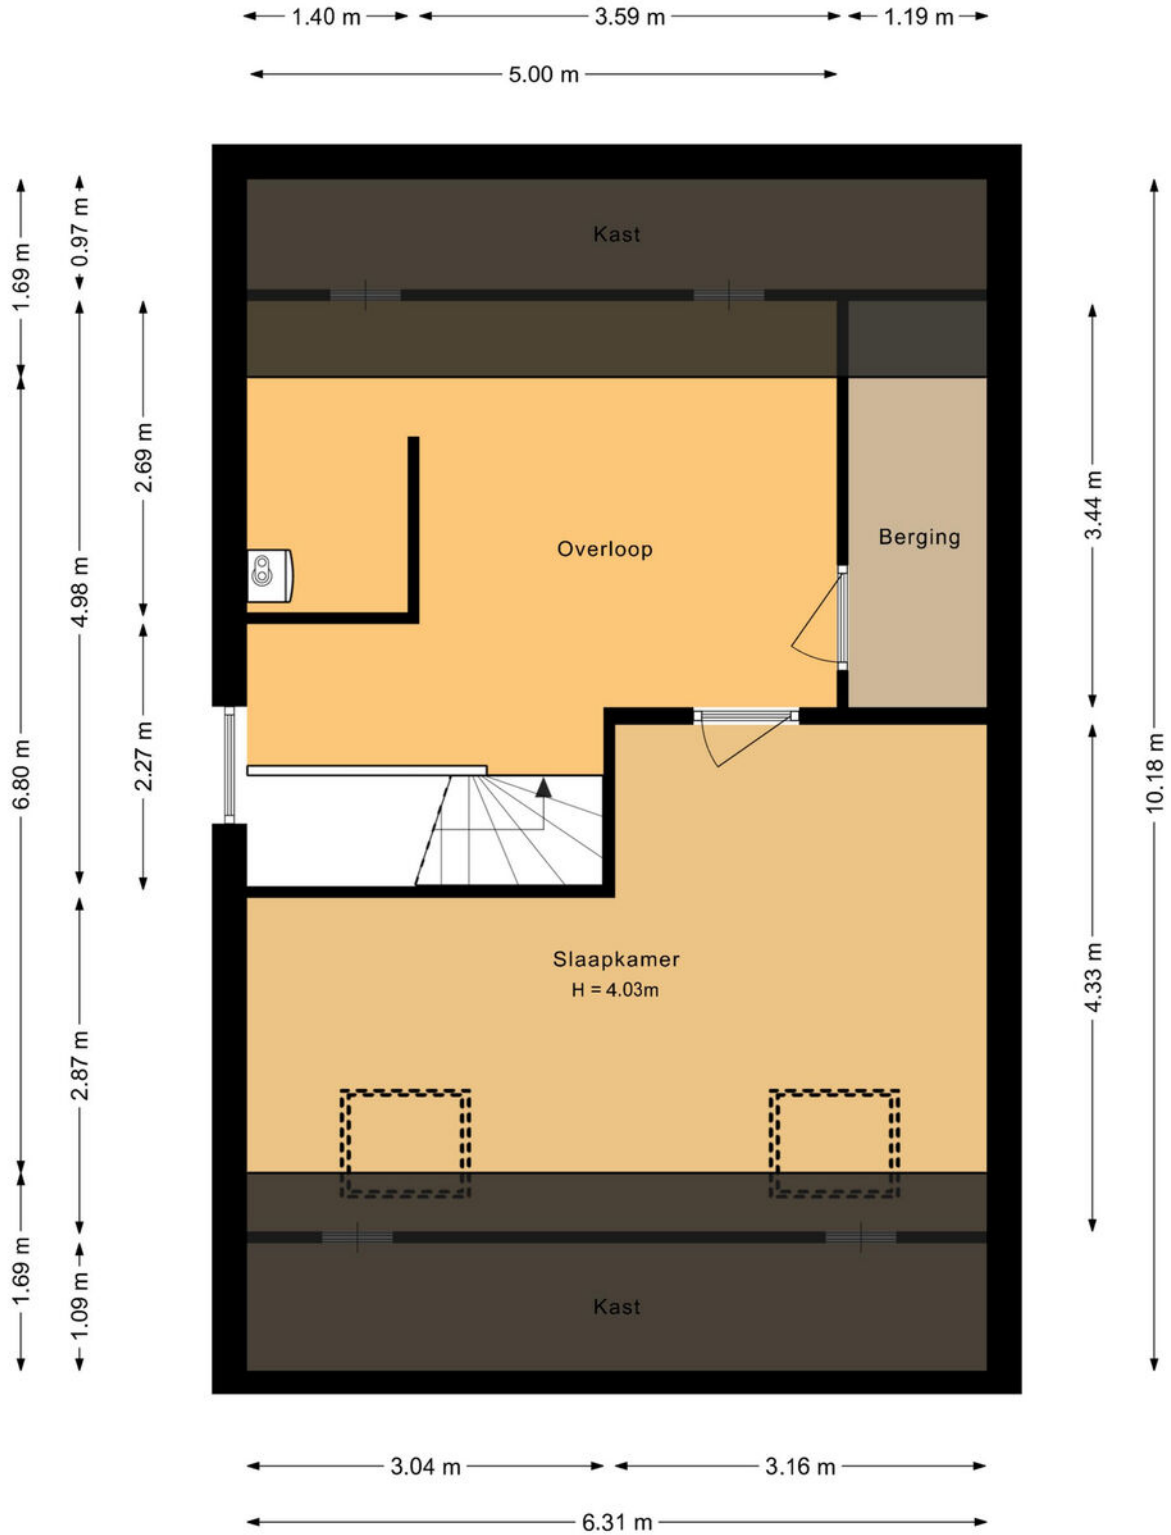 1.40 m 3.59 m 1.19 m
5.00 m
Kast
0.97 m
1.69 m
2.69 m
Overloop
Berging
3.44 m
4.98 m
2.27 m
6.80 m
10.18 m
Slaapkamer
H = 4.03m
4.33 m
2.87 m
1.69 m
1.09 m
Kast
3.04 m 3.16 m
6.31 m